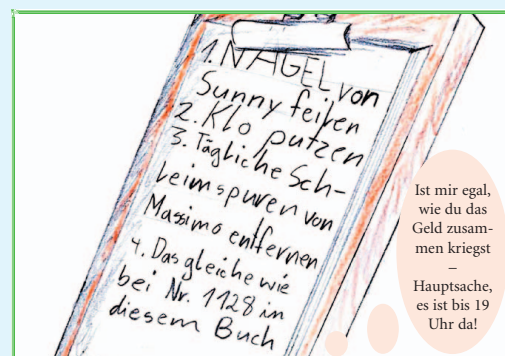 1. NÄGEL von
Sunny feilen
2. Klo putzen
3. Tägliche Sch-
leimspuren von
Massimo entfernen
4. Das gleiche wie
bei Nr. 1128 in
diesem Buch
Ist mir egal,
wie du das
Geld zusam-
men kriegst
–
Hauptsache,
es ist bis 19
Uhr da!